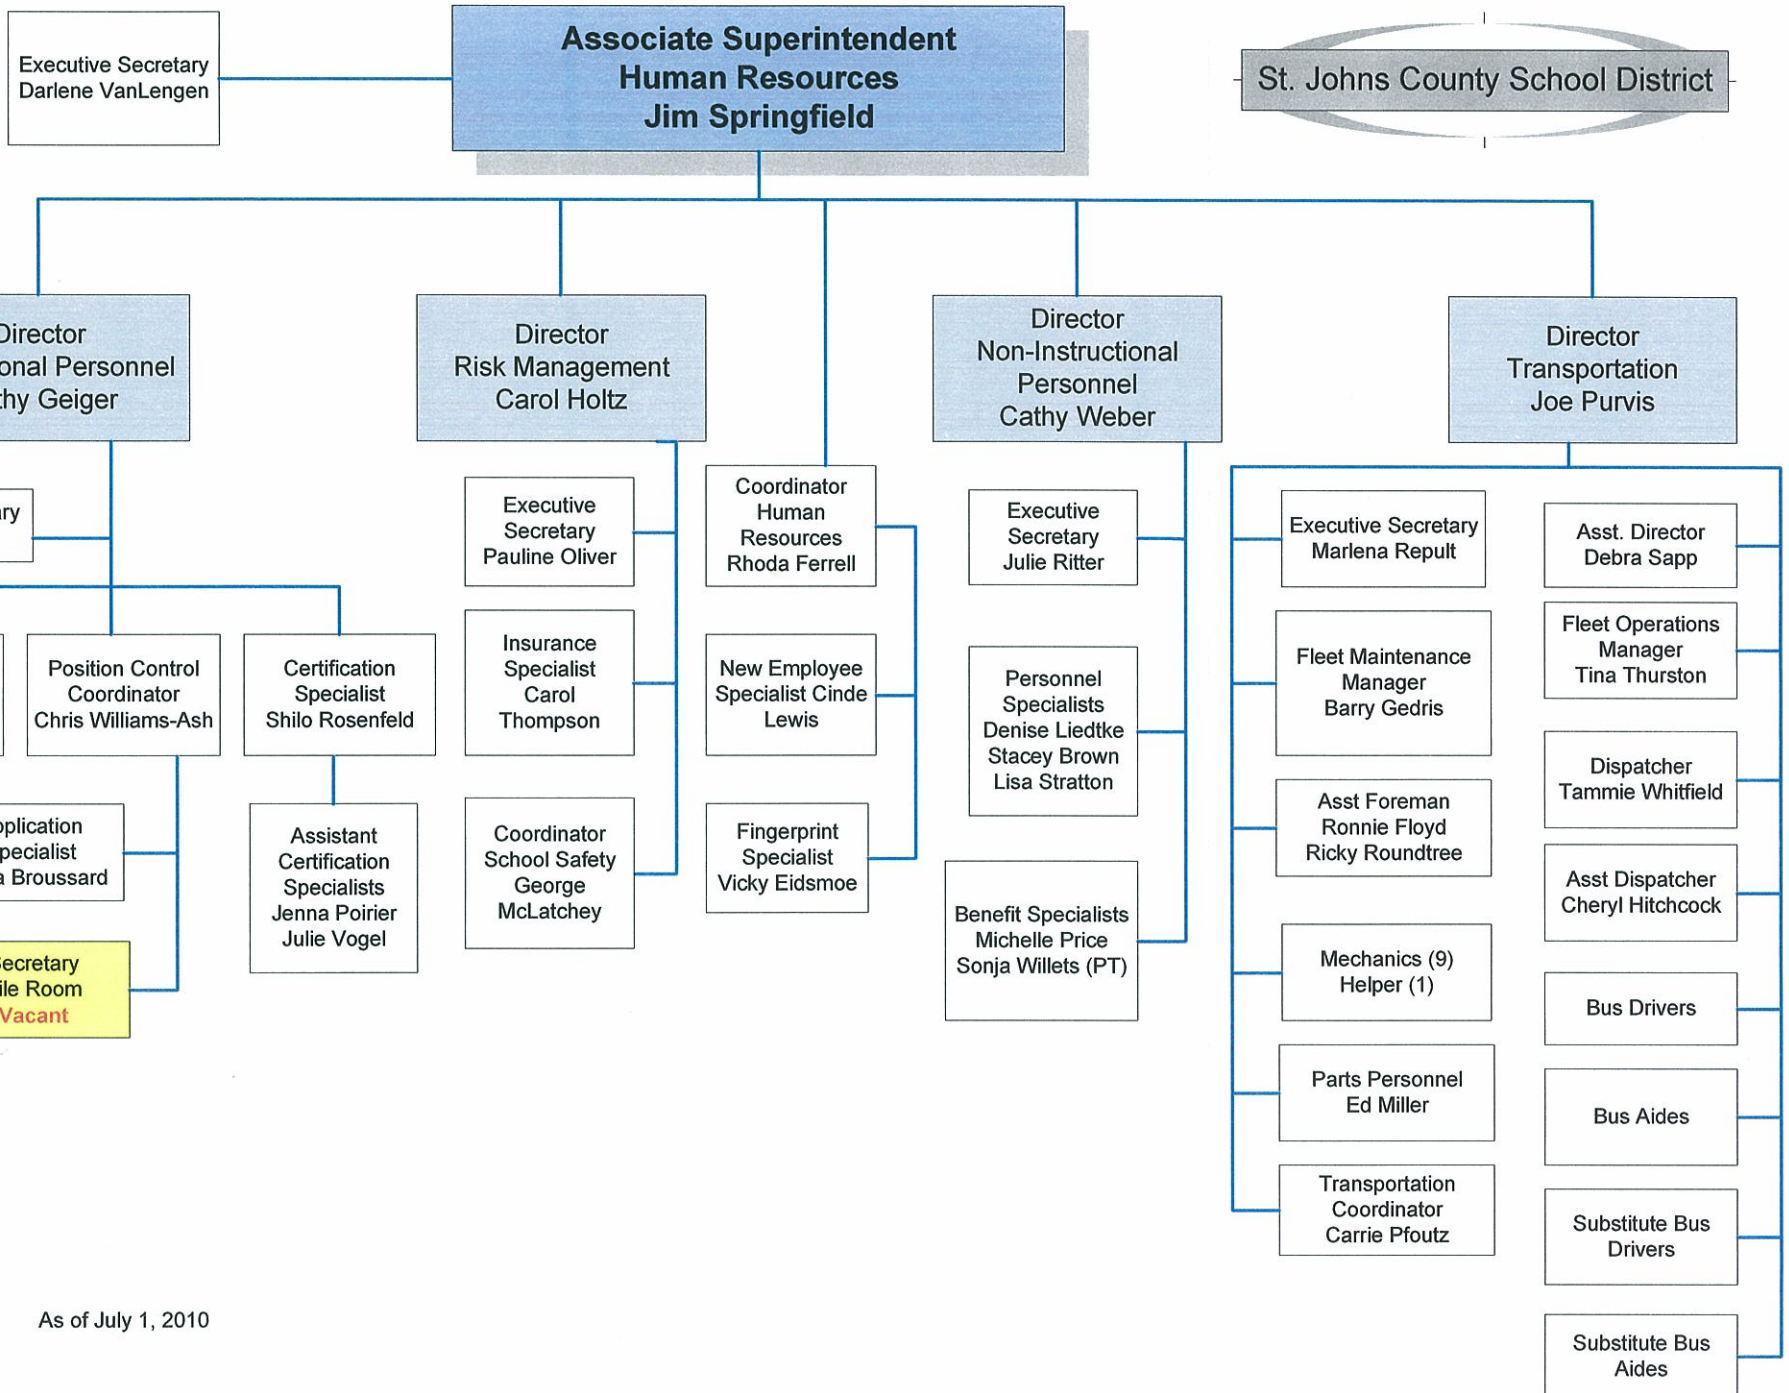 Executive Secretary
Darlene VanLengen
Associate Superintendent
Human Resources
Jim Springfield
St. Johns County School District
Director
Personnel
Geiger
Director
Risk Management
Carol Holtz
Director
Non-Instructional
Personnel
Cathy Weber
Director
Transportation
Joe Purvis
Position Control
Coordinator
Chris Williams-Ash
Certification
Specialist
Shilo Rosenfeld
Broussard
Assistant
Certification
Specialists
Jenna Poirier
Julie Vogel
Secretary
Room
Vacant
Executive
Secretary
Pauline Oliver
Insurance
Specialist
Carol
Thompson
Coordinator
School Safety
George
McLatchey
Coordinator
Human
Resources
Rhoda Ferrell
New Employee
Specialist Cinde
Lewis
Fingerprint
Specialist
Vicky Eidsmoe
Executive
Secretary
Julie Ritter
Personnel
Specialists
Denise Liedtke
Stacey Brown
Lisa Stratton
Benefit Specialists
Michelle Price
Sonja Willets (PT)
Executive Secretary
Marlena Repult
Fleet Maintenance
Manager
Barry Gedris
Asst Foreman
Ronnie Floyd
Ricky Roundtree
Mechanics (9)
Helper (1)
Parts Personnel
Ed Miller
Transportation
Coordinator
Carrie Pfoutz
Asst. Director
Debra Sapp
Fleet Operations
Manager
Tina Thurston
Dispatcher
Tammie Whitfield
Asst Dispatcher
Cheryl Hitchcock
Bus Drivers
Bus Aides
Substitute Bus
Drivers
Substitute Bus
Aides
As of July 1, 2010